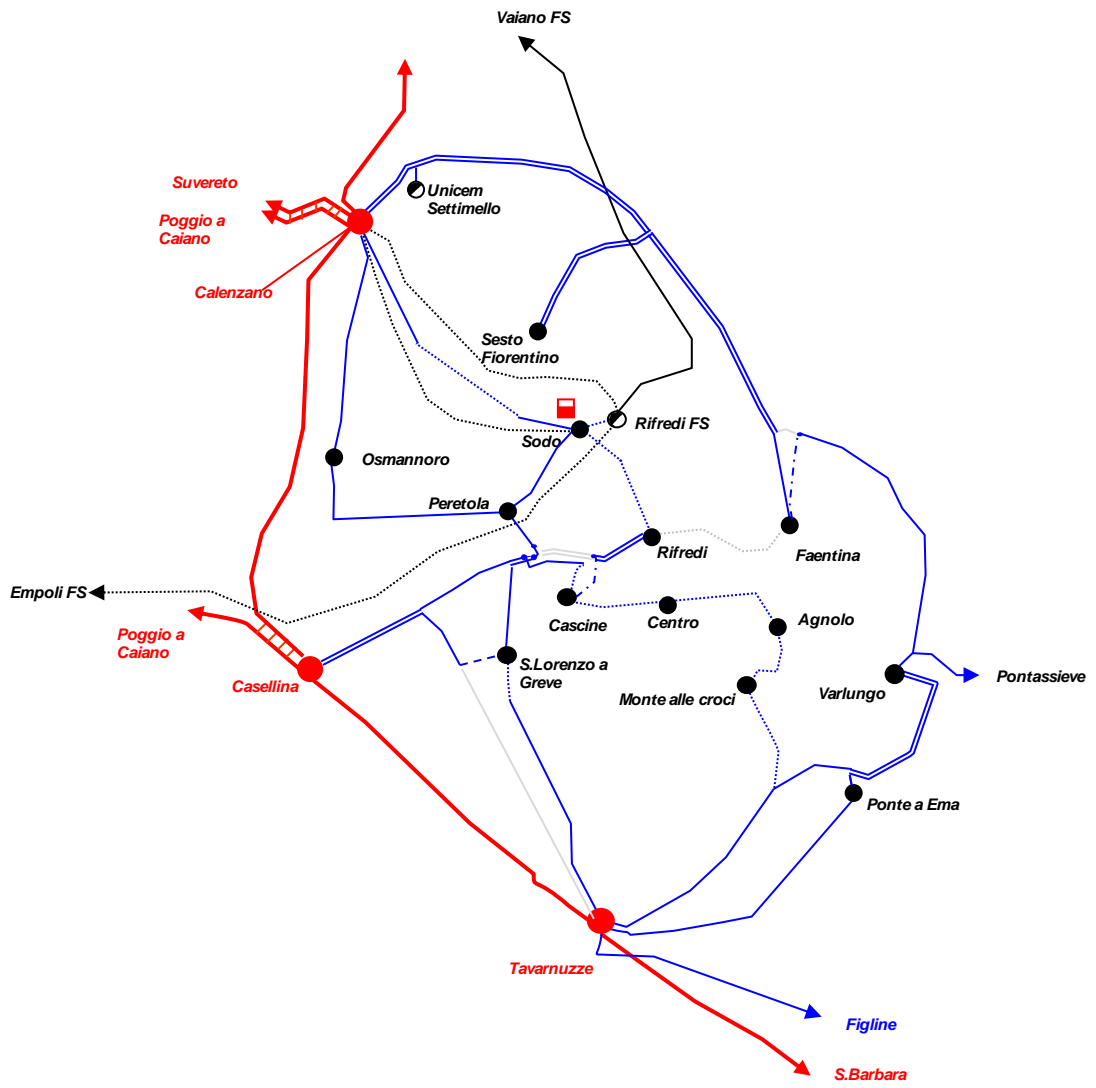 Vaiano FS
Suvereto
Unicem
Settimello
Poggio a
Caiano
Calenzano
Sesto
Fiorentino
Rifredi FS
Sodo
Osmannoro
Peretola
Rifredi
Faentina
Empoli FS
Cascine
Centro
Agnolo
Poggio a
Caiano
S.Lorenzo a
Greve
Casellina
Monte alle croci
Varlungo
Pontassieve
Ponte a Ema
Tavarnuzze
Figline
S.Barbara